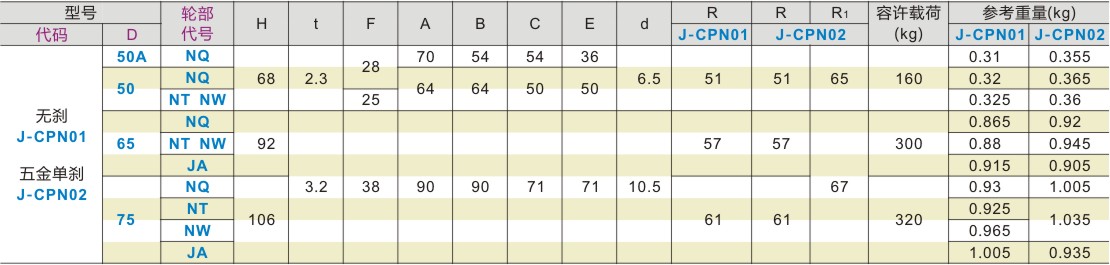 型号 轮部代号 H t F A B C E d R R R1 容许载荷(kg) 参考重量(kg)
代码 D J-CPN01 J-CPN02 J-CPN01 J-CPN02
50A NQ 70 54 54 36 0.31 0.355
28
50 NQ 68 2.3 64 64 50 50 6.5 51 51 65 160 0.32 0.365
NT NW 25 0.325 0.36
无刹
J-CPN01
五金单刹
J-CPN02
NQ 0.865 0.92
65 NT NW 92 57 57 300 0.88 0.945
JA 0.915 0.905
NQ 3.2 38 90 90 71 71 10.5 67 0.93 1.005
NT 0.925
75 106 61 61 320 1.035
NW 0.965
JA 1.005 0.935